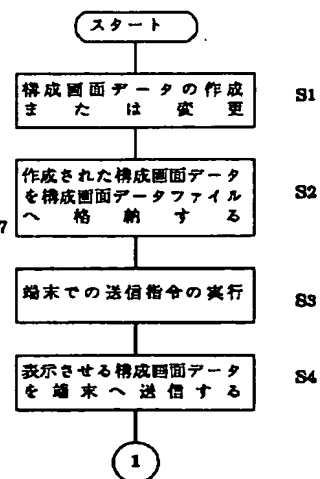 スタート
構成画面データの作成
または変更
S1
作成された構成画面データ
を構成画面データファイル
へ格納する
S2
7
端末での送信指令の実行
S3
表示させる構成画面データ
を端末へ送信する
S4
1